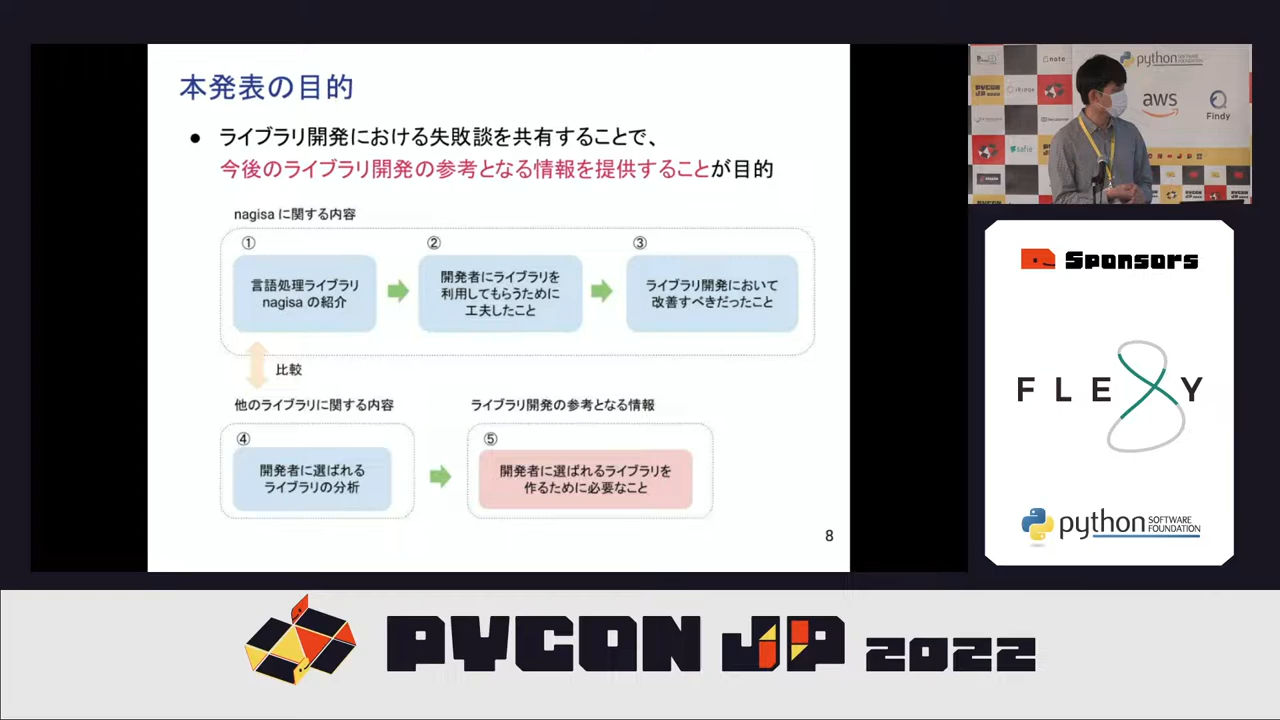 本発表の目的
● ライブラリ開発における失敗談を共有することで、
今後のライブラリ開発の参考となる情報を提供することが目的
nagisa に関する内容
①
言語処理ライブラリ
nagisa の紹介
②
開発者にライブラリを
利用してもらうために
工夫したこと
③
ライブラリ開発において
改善すべきだったこと
比較
他のライブラリに関する内容
④
開発者に選ばれる
ライブラリの分析
ライブラリ開発の参考となる情報
⑤
開発者に選ばれるライブラリを
作るために必要なこと
8
note
python
SOFTWARE FOUNDATION
PYCON
JP 2022
aws
Findy
safie
Sponsors
FLEXY
python
SOFTWARE
FOUNDATION
PYCON JP 2022